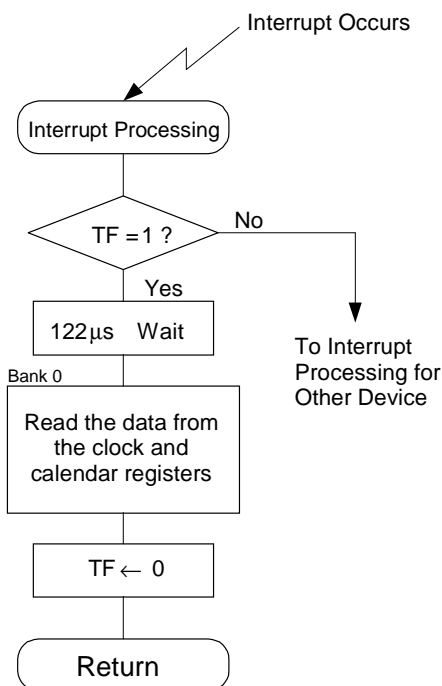 Interrupt Occurs
Interrupt Processing
TF = 1 ?
No
Yes
122μs Wait
To Interrupt
Processing for
Other Device
Bank 0
Read the data from
the clock and
calendar registers
TF ← 0
Return